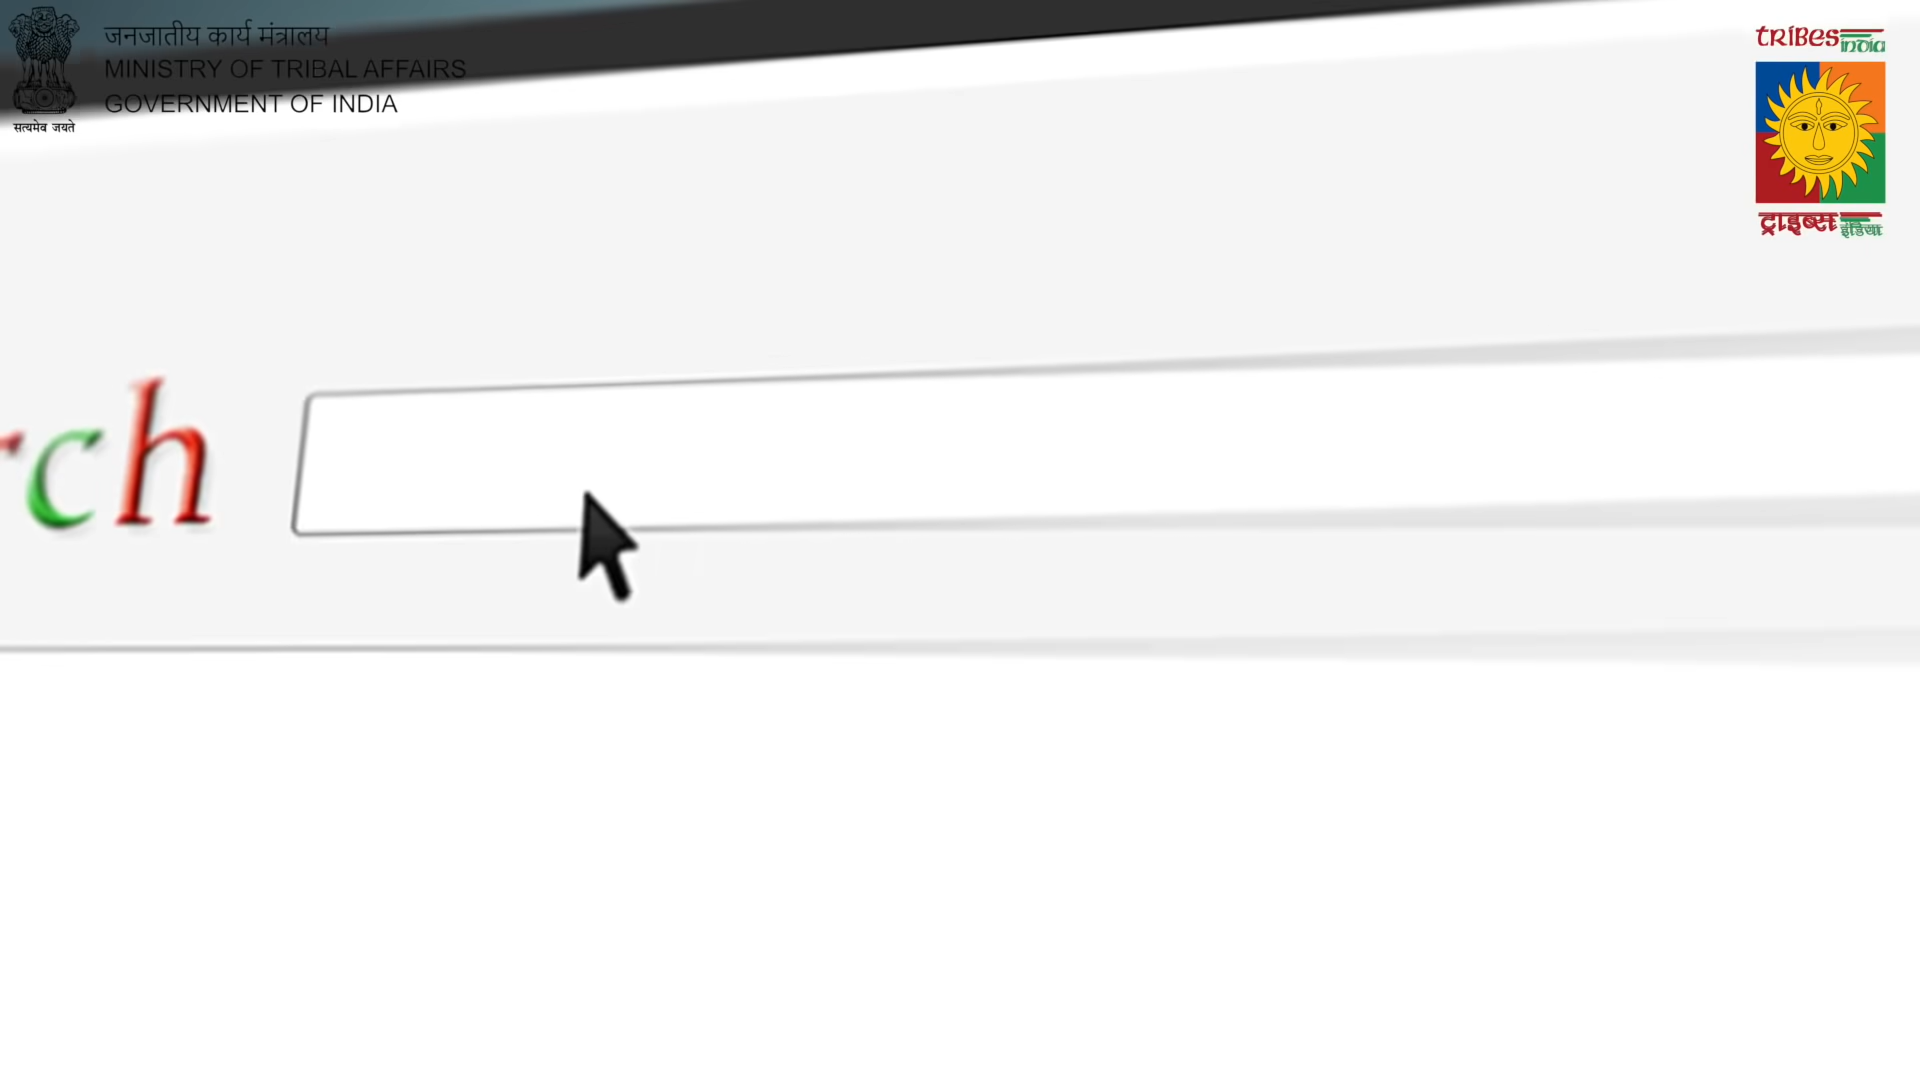 जनजातीय कार्य मंत्रालय
MINISTRY OF TRIBAL AFFAIRS
GOVERNMENT OF INDIA
सत्यमेव जयते
TRIBES INDIA
ट्राइब्स इंडिया
rch